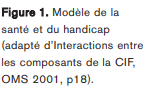 Figure 1. Modèle de la
santé et du handicap
(adapté d'Interactions entre
les composants de la CIF,
OMS 2001, p18).